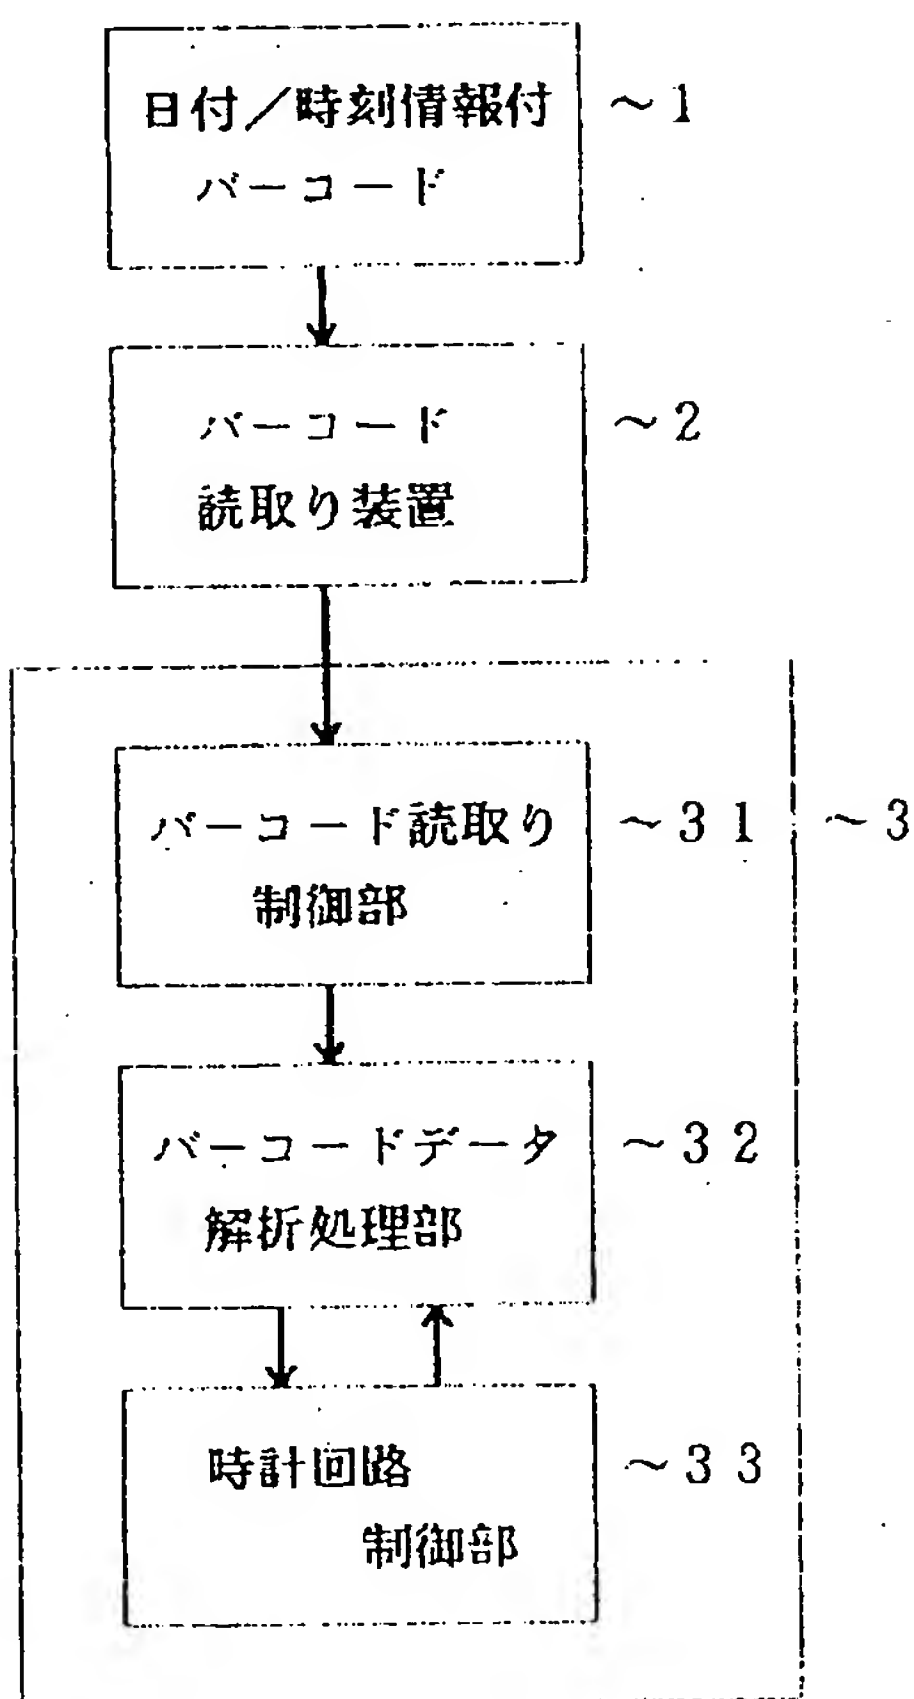 日付／時刻情報付 ～1
バーコード
バーコード ～2
読取り装置
バーコード読取り ～31 ～3
制御部
バーコードデータ ～32
解折処理部
時計回路 ～33
制御部